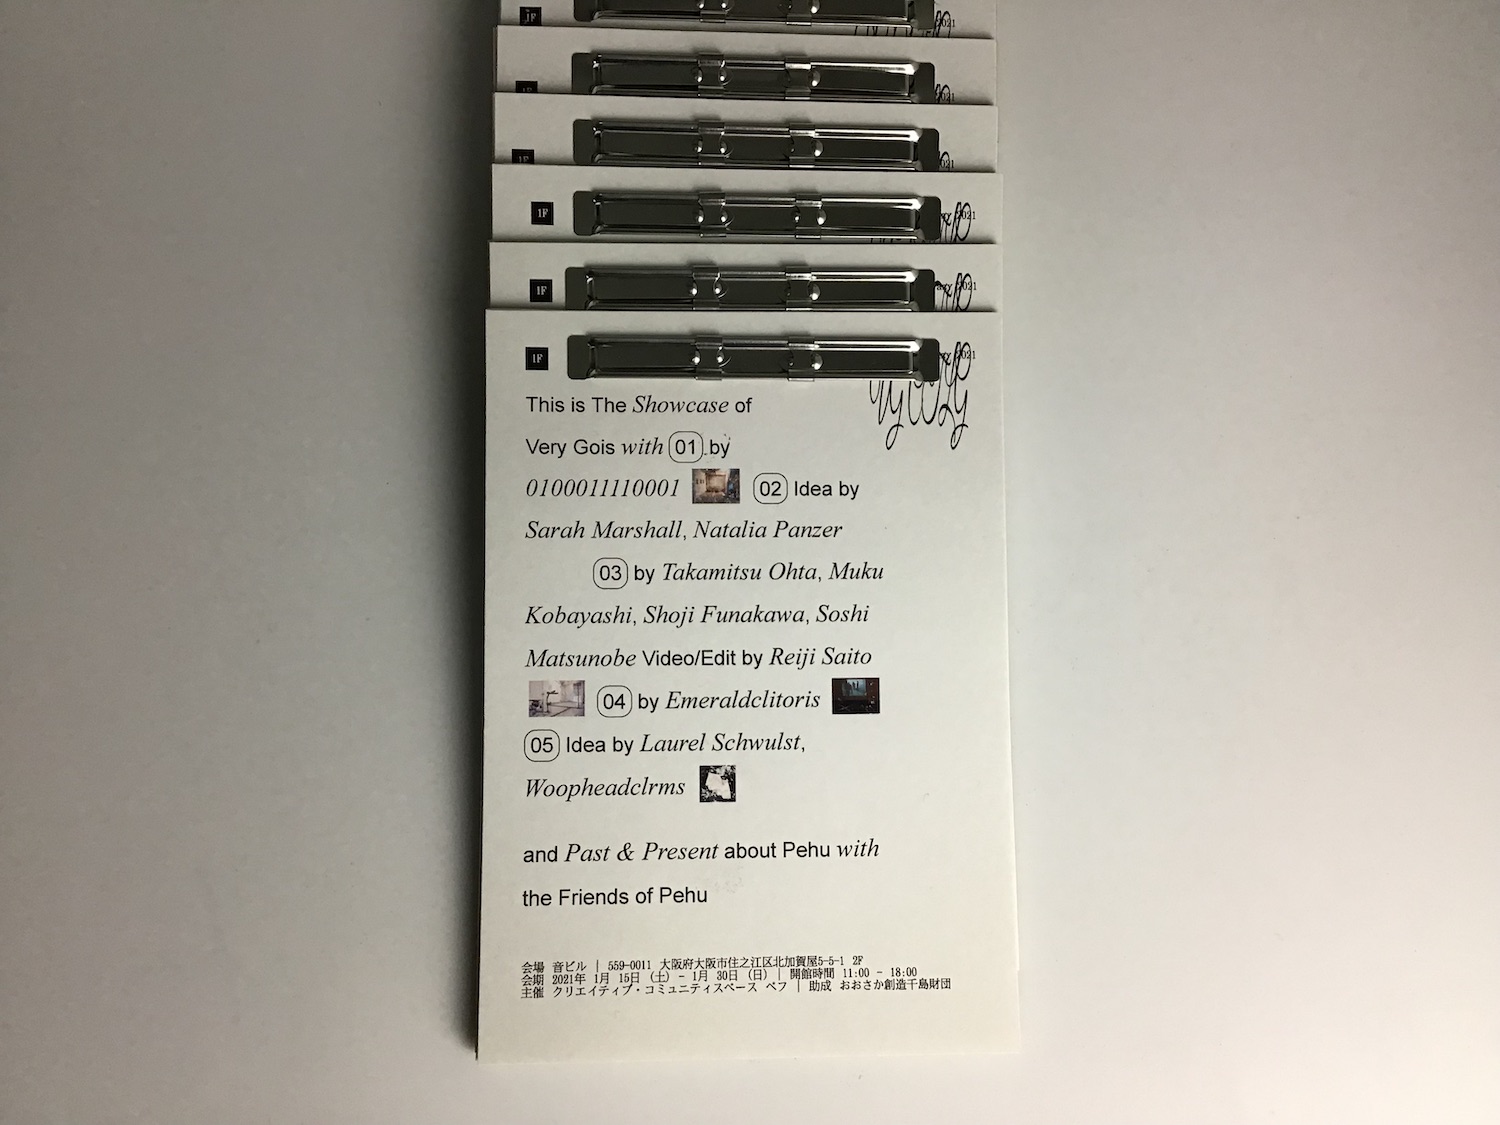 1F
1F
1F
2021
This is The Showcase of
Very Gois with 01 by
0100011110001 02 Idea by
Sarah Marshall, Natalia Panzer
03 by Takamitsu Ohta, Muku
Kobayashi, Shoji Funakawa, Soshi
Matsunobe Video/Edit by Reiji Saito
04 by Emeraldclitoris
05 Idea by Laurel Schwulst,
Woopheadclrms
and Past & Present about Pehu with
the Friends of Pehu
会場 音ビル | 559-0011 大阪府大阪市住之江区北加賀屋5-5-1 2F
会期 2021年 1月 15日 (土) - 1月 30日 (日) | 開館時間 11:00 - 18:00
主催 クリエイティブ・コミュニティスペース ペフ | 助成 おおさか創造千島財団